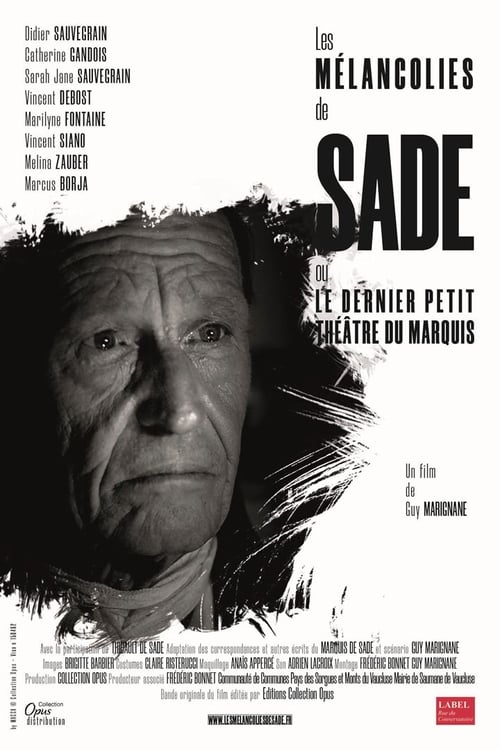 Didier SAUVEGRAIN
Catherine GANDOIS
Sarah Jane SAUVEGRAIN
Vincent DEBOST
Marilyne FONTAINE
Vincent SIANO
Melina ZAUBER
Marcus BORJA
Les
MÉLANCOLIES
de
SADE
ou
LE DERNIER PETIT
THÉÂTRE DU MARQUIS
Un film
de
Guy MARIGNANE
Avec la participation de THIBAULT DE SADE Adaptation des correspondances et autres écrits du MARQUIS DE SADE et scénario GUY MARIGNANE
Images BRIGITTE BARBIER Costumes CLAIRE RISTERUCCI Maquillage ANAÏS APPERCÉ Son ADRIEN LACROIX Montage FRÉDÉRIC BONNET GUY MARIGNANE
Production COLLECTION OPUS Producteur associé FRÉDÉRIC BONNET Communauté de Communes Pays des Sorgues et Monts du Vaucluse Mairie de Saumane de Vaucluse
Bande originale du film éditée par Editions Collection Opus
WWW.LESMELANCOLIESDESADE.FR
Collection
Opus
distribution
LABEL
Rue du
Conservatoire
© Collection Opus - Visa n 150402